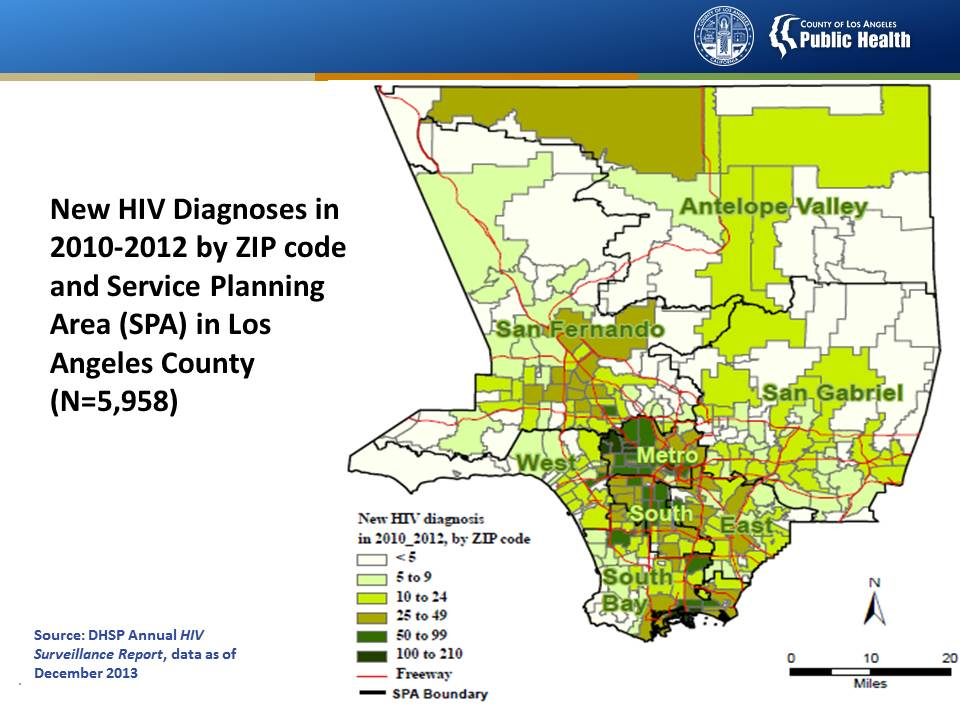 COUNTY OF LOS ANGELES
Public Health
New HIV Diagnoses in
2010-2012 by ZIP code
and Service Planning
Area (SPA) in Los
Angeles County
(N=5,958)
Antelope Valley
San Fernando
San Gabriel
West
Metro
South
East
South
Bay
New HIV diagnosis
in 2010_2012, by ZIP code
< 5
5 to 9
10 to 24
25 to 49
50 to 99
100 to 210
Freeway
SPA Boundary
N
0 10 20
Miles
Source: DHSP Annual HIV
Surveillance Report, data as of
December 2013